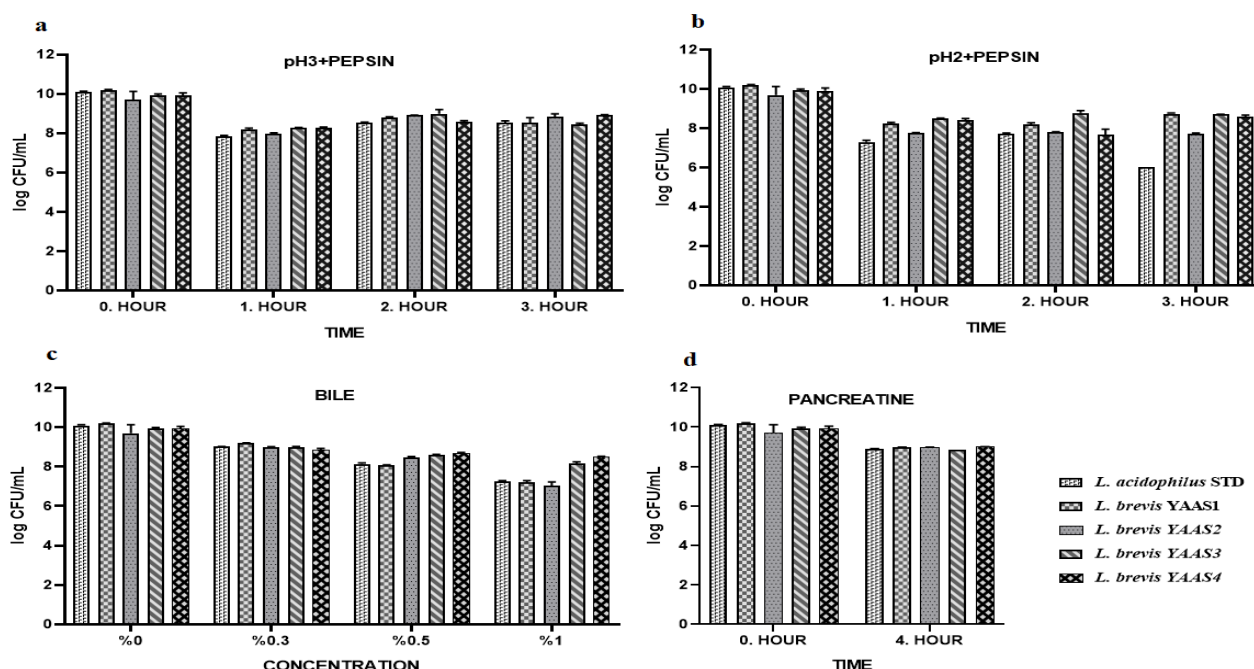 a
pH3+PEPSIN
12
10
8
6
4
2
0
log CFU/mL
0. HOUR 1. HOUR 2. HOUR 3. HOUR
TIME
b
pH2+PEPSIN
12
10
8
6
4
2
0
log CFU/mL
0. HOUR 1. HOUR 2. HOUR 3. HOUR
TIME
c
BILE
12
10
8
6
4
2
0
log CFU/mL
%0 %0.3 %0.5 %1
CONCENTRATION
d
PANCREATINE
12
10
8
6
4
2
0
log CFU/mL
0. HOUR 4. HOUR
TIME
L. acidophilus STD
L. brevis YAAS1
L. brevis YAAS2
L. brevis YAAS3
L. brevis YAAS4